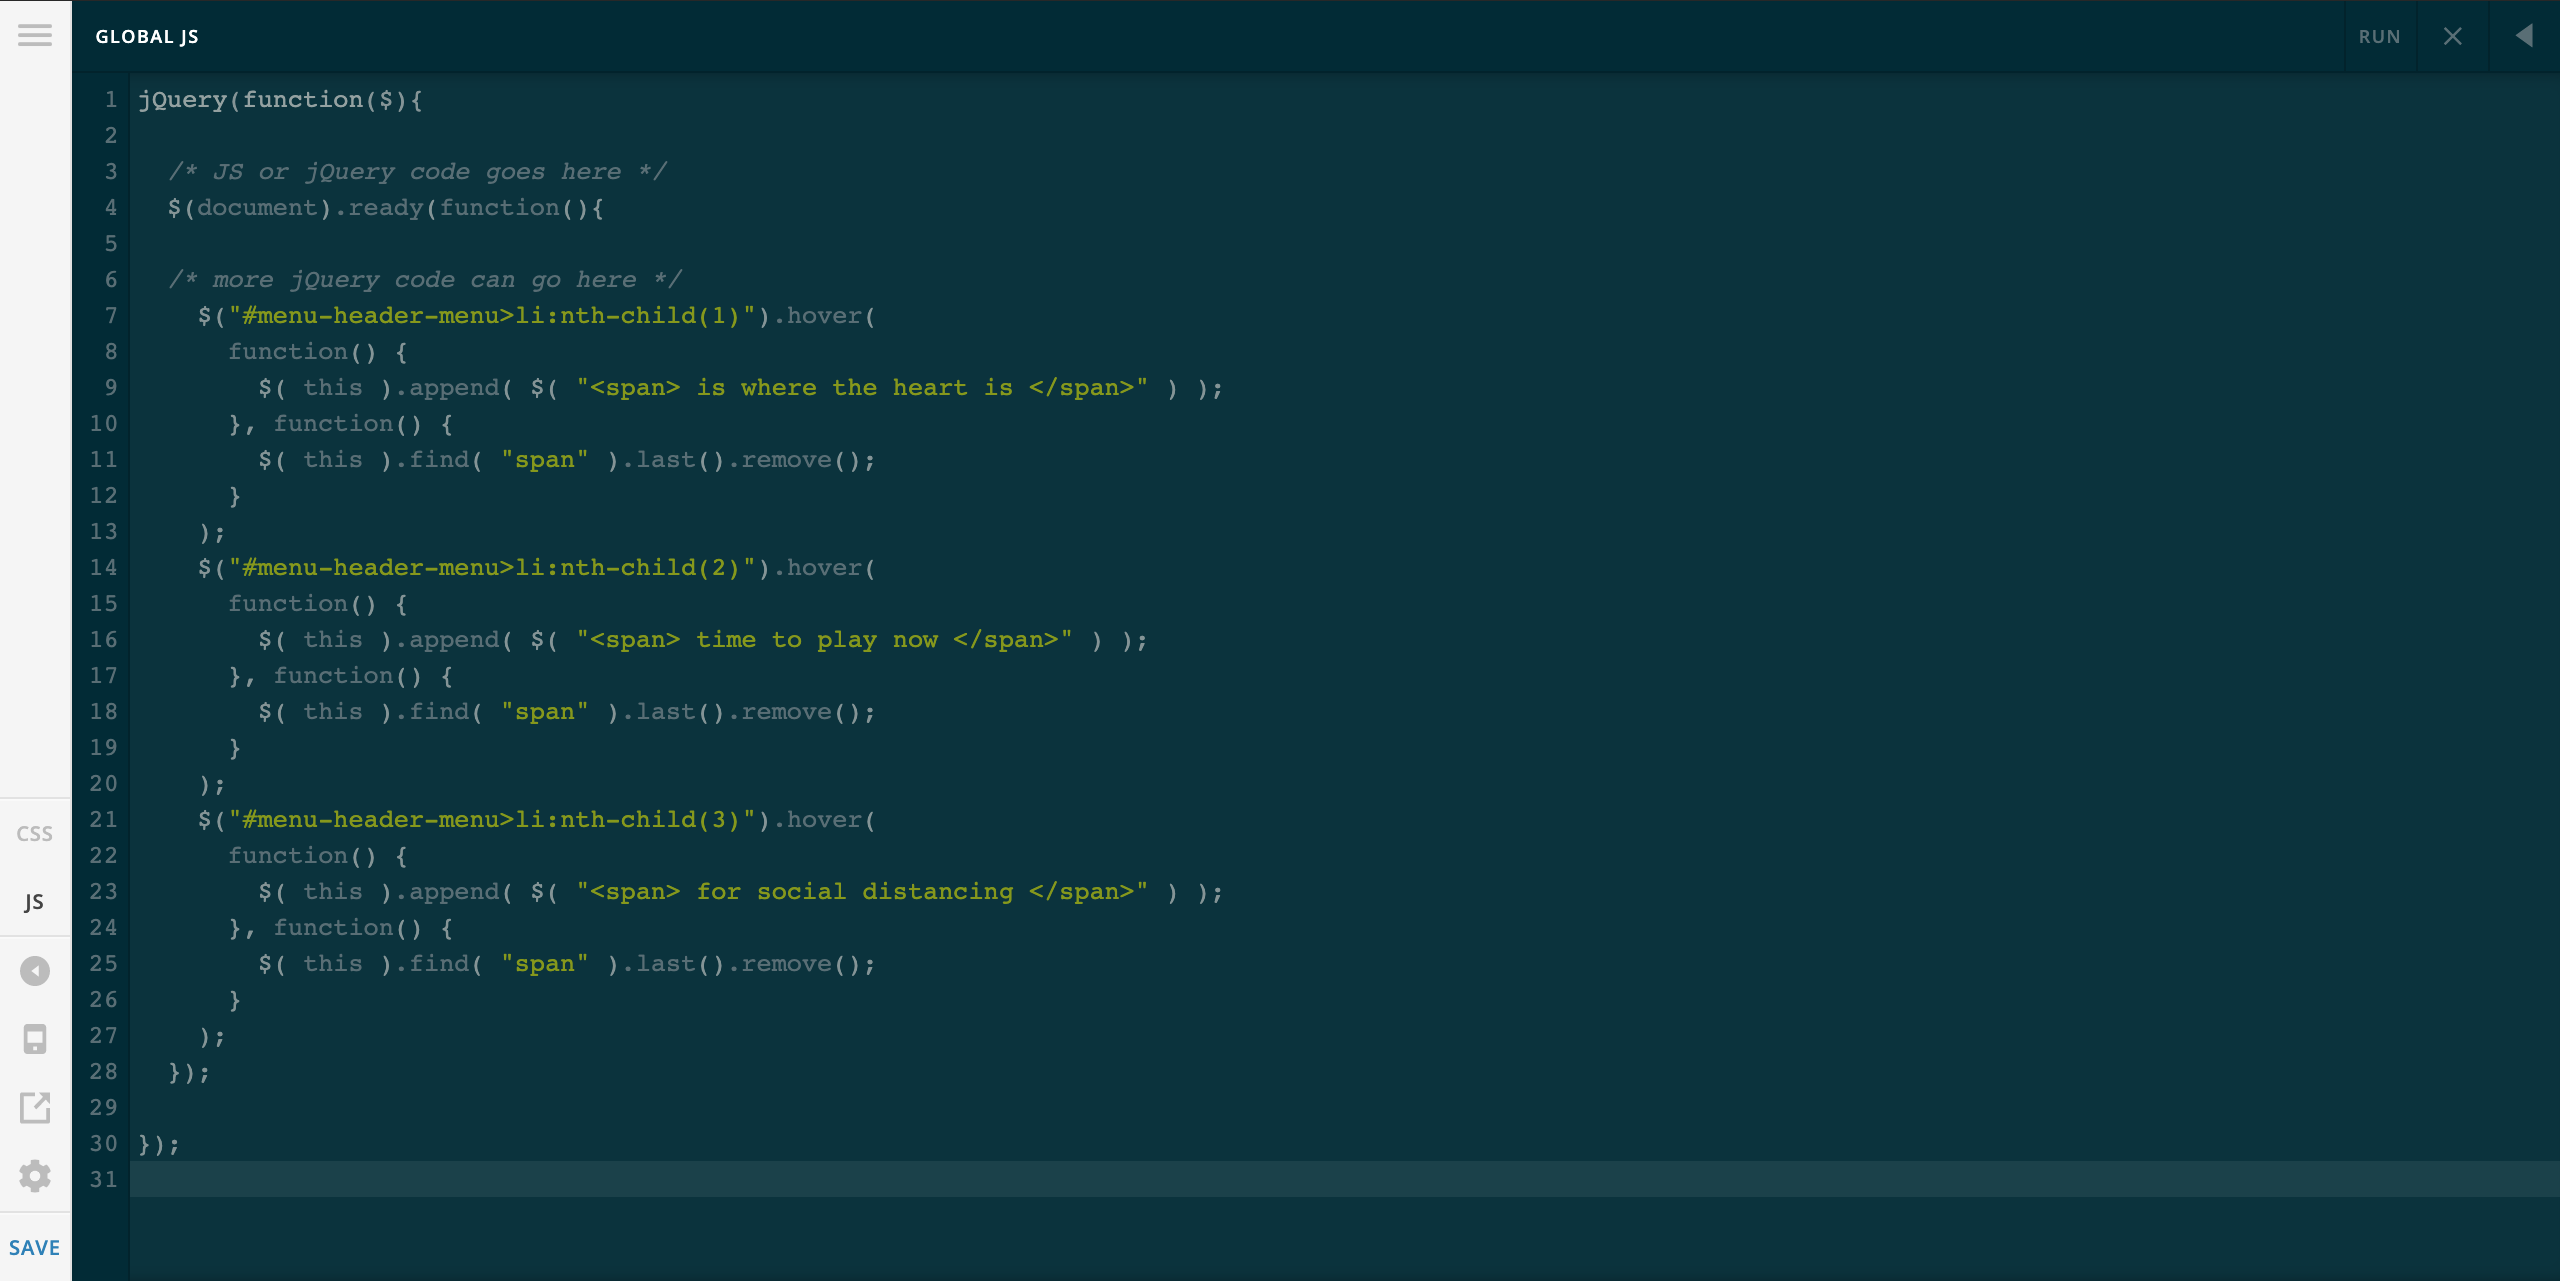 GLOBAL JS
RUN
1 jQuery(function($){
2
3   /* JS or jQuery code goes here */
4   $(document).ready(function(){
5
6   /* more jQuery code can go here */
7     $("#menu-header-menu>li:nth-child(1)").hover(
8       function() {
9         $( this ).append( $( "<span> is where the heart is </span>" ) );
10       }, function() {
11         $( this ).find( "span" ).last().remove();
12       }
13     );
14     $("#menu-header-menu>li:nth-child(2)").hover(
15       function() {
16         $( this ).append( $( "<span> time to play now </span>" ) );
17       }, function() {
18         $( this ).find( "span" ).last().remove();
19       }
20     );
21     $("#menu-header-menu>li:nth-child(3)").hover(
22       function() {
23         $( this ).append( $( "<span> for social distancing </span>" ) );
24       }, function() {
25         $( this ).find( "span" ).last().remove();
26       }
27     );
28   });
29
30 });
31
CSS
JS
SAVE